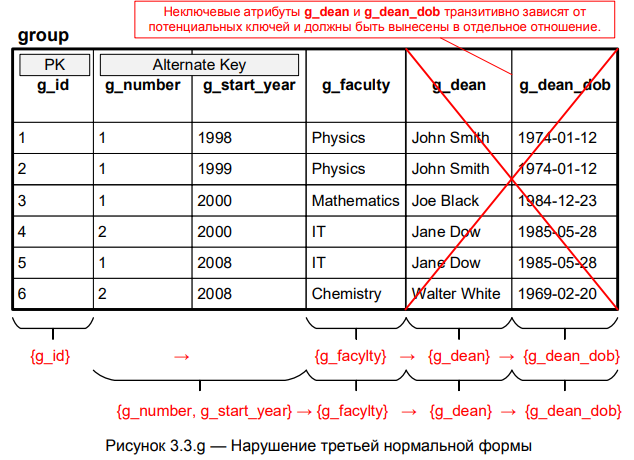 Неключевые атрибуты g_dean и g_dean_dob транзитивно зависят от
потенциальных ключей и должны быть вынесены в отдельное отношение.
group
PK Alternate Key
g_id g_number g_start_year g_faculty g_dean g_dean_dob
1 1 1998 Physics John Smith 1974-01-12
2 1 1999 Physics John Smith 1974-01-12
3 1 2000 Mathematics Joe Black 1984-12-23
4 2 2000 IT Jane Dow 1985-05-28
5 1 2008 IT Jane Dow 1985-05-28
6 2 2008 Chemistry Walter White 1969-02-20
{g_id} → {g_facylty} → {g_dean} → {g_dean_dob}
{g_number, g_start_year} → {g_facylty} → {g_dean} → {g_dean_dob}
Рисунок 3.3.g — Нарушение третьей нормальной формы